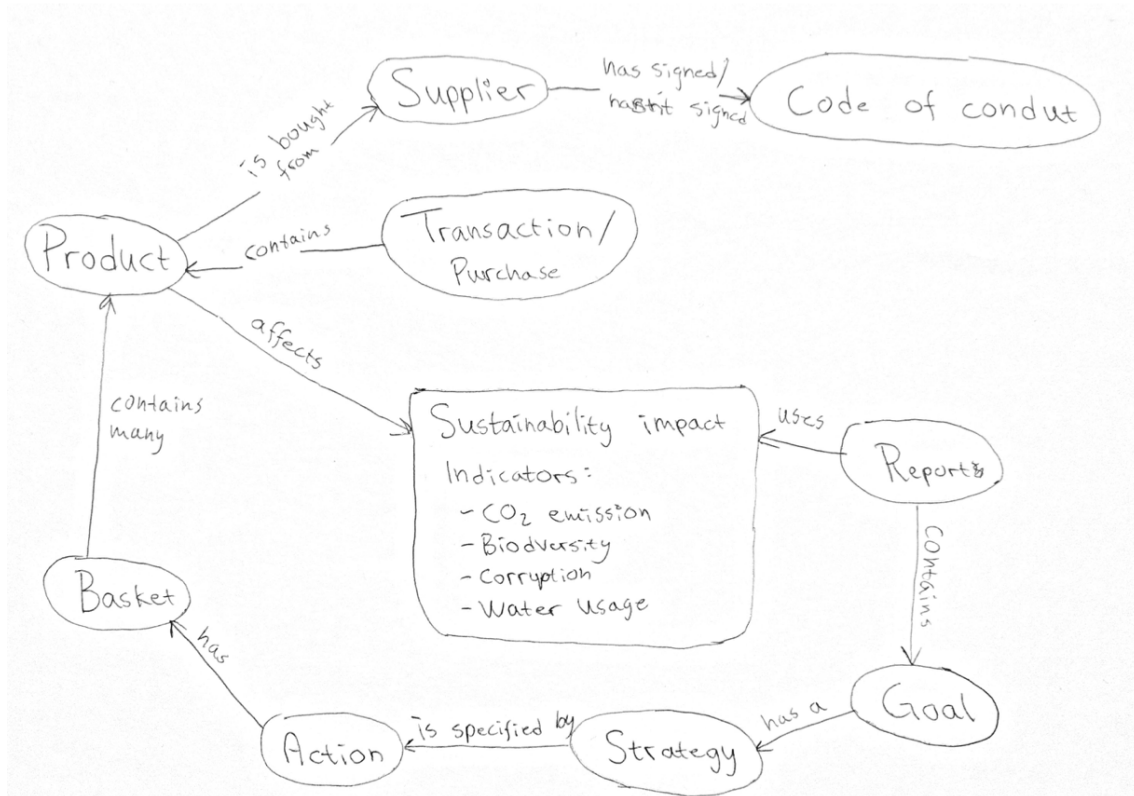 Supplier
has signed/
hasn't signed
Code of condut
is bought
from
Product
contains
Transaction/
Purchase
affects
contains
many
Sustainability impact
Indicators:
- CO₂ emission
- Biodversity
- Corruption
- Water usage
uses
Reports
Contains
Basket
has
Action
is specified by
Strategy
has a
Goal